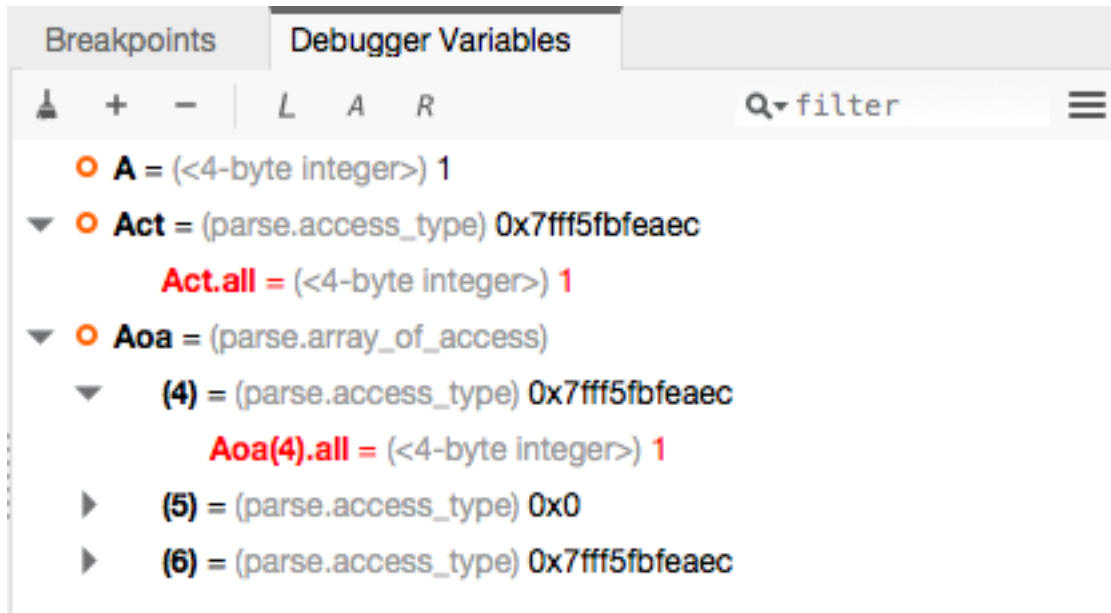 Breakpoints Debugger Variables
+ − L A R filter
A = (<4-byte integer>) 1
Act = (parse.access_type) 0x7fff5fbfeaec
Act.all = (<4-byte integer>) 1
Aoa = (parse.array_of_access)
(4) = (parse.access_type) 0x7fff5fbfeaec
Aoa(4).all = (<4-byte integer>) 1
(5) = (parse.access_type) 0x0
(6) = (parse.access_type) 0x7fff5fbfeaec